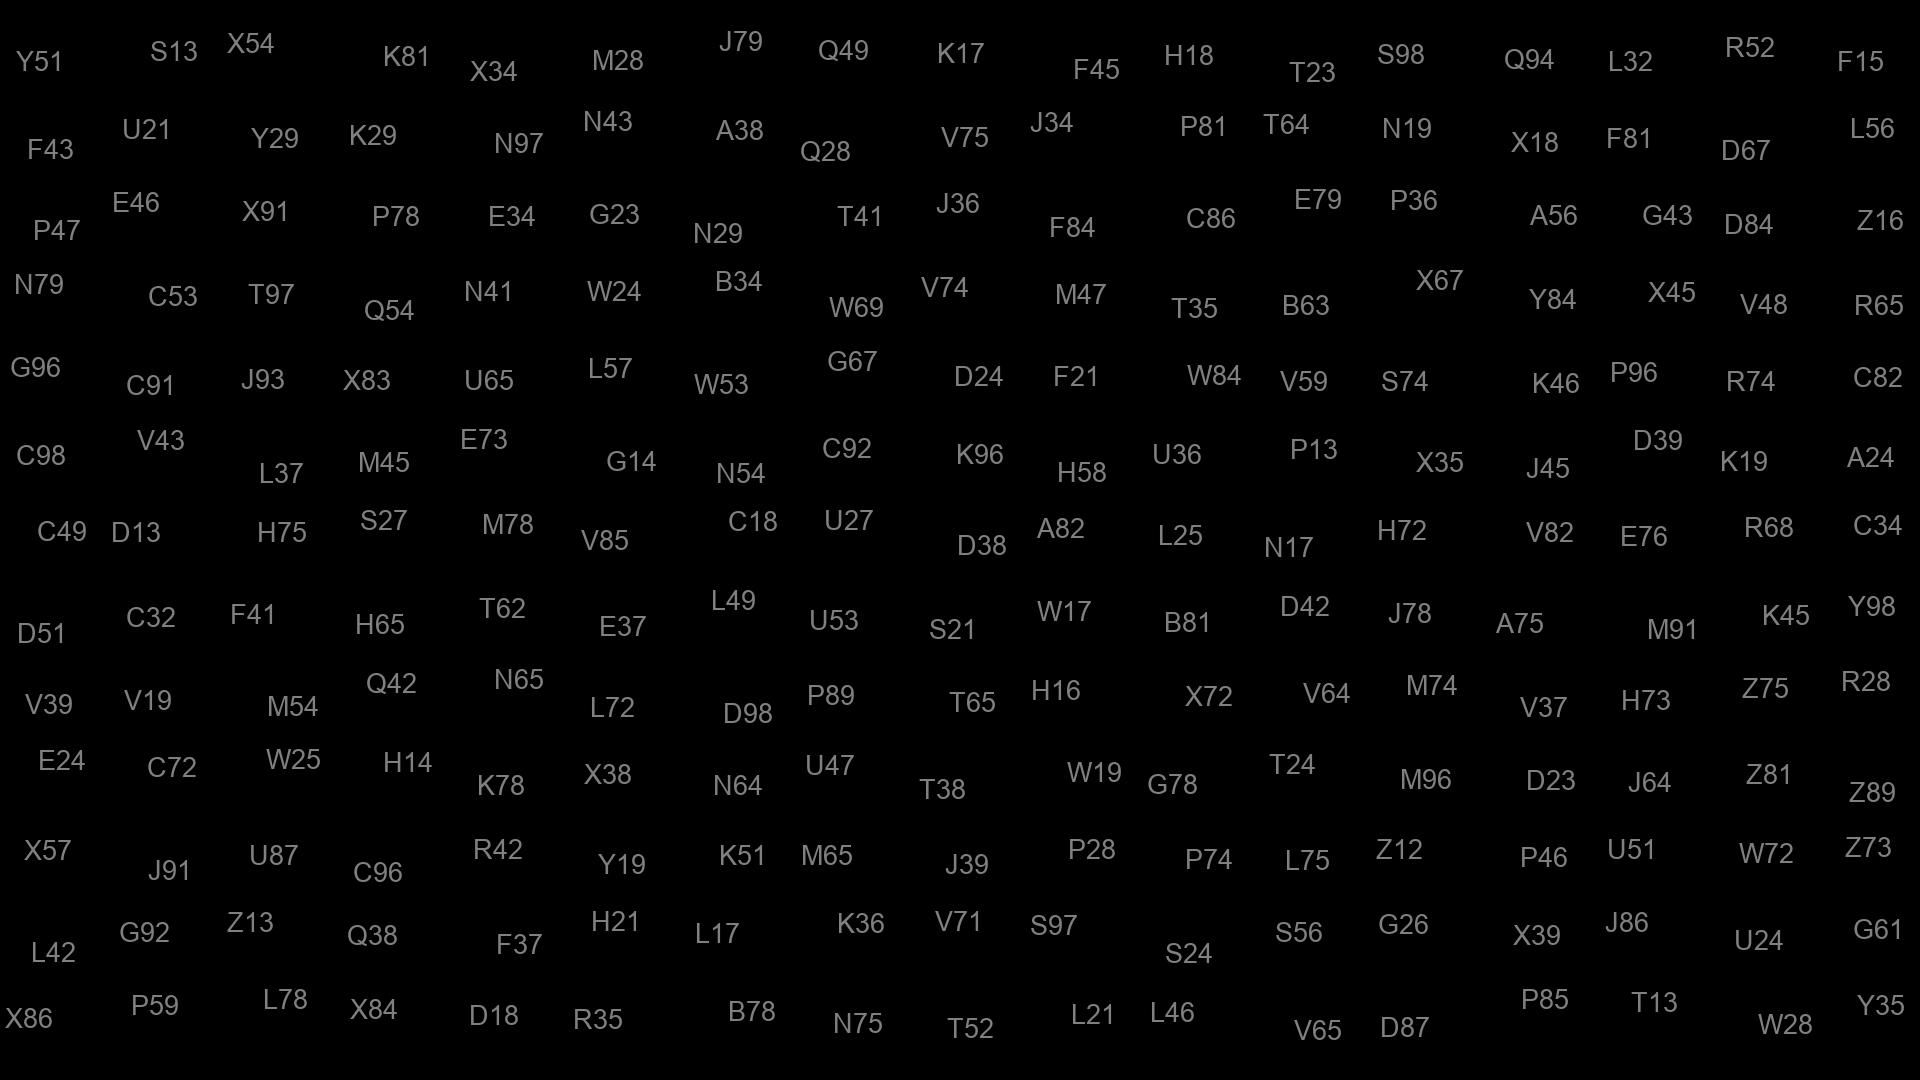 Y51 S13 X54 K81 X34 M28 J79 Q49 K17 F45 H18 T23 S98 Q94 L32 R52 F15
F43 U21 Y29 K29 N97 N43 A38 Q28 V75 J34 P81 T64 N19 X18 F81 D67 L56
P47 E46 X91 P78 E34 G23 N29 T41 J36 F84 C86 E79 P36 A56 G43 D84 Z16
N79 C53 T97 Q54 N41 W24 B34 W69 V74 M47 T35 B63 X67 Y84 X45 V48 R65
G96 C91 J93 X83 U65 L57 W53 G67 D24 F21 W84 V59 S74 K46 P96 R74 C82
C98 V43 L37 M45 E73 G14 N54 C92 K96 H58 U36 P13 X35 J45 D39 K19 A24
C49 D13 H75 S27 M78 V85 C18 U27 D38 A82 L25 N17 H72 V82 E76 R68 C34
D51 C32 F41 H65 T62 E37 L49 U53 S21 W17 B81 D42 J78 A75 M91 K45 Y98
V39 V19 M54 Q42 N65 L72 D98 P89 T65 H16 X72 V64 M74 V37 H73 Z75 R28
E24 C72 W25 H14 K78 X38 N64 U47 T38 W19 G78 T24 M96 D23 J64 Z81 Z89
X57 J91 U87 C96 R42 Y19 K51 M65 J39 P28 P74 L75 Z12 P46 U51 W72 Z73
L42 G92 Z13 Q38 F37 H21 L17 K36 V71 S97 S24 S56 G26 X39 J86 U24 G61
X86 P59 L78 X84 D18 R35 B78 N75 T52 L21 L46 V65 D87 P85 T13 W28 Y35